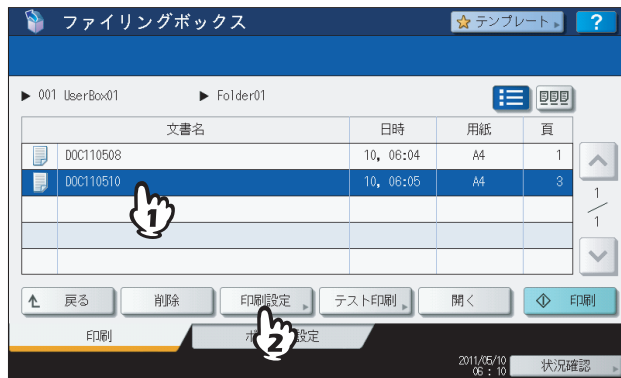 ファイリングボックス テンプレート ?
001 UserBox01 Folder01
文書名 日時 用紙 頁
DOC110508 10, 06:04 A4 1
DOC110510 10, 06:05 A4 3
1
1
1
戻る 削除 印刷設定 テスト印刷 開く 印刷
2
印刷 設定
2011/05/10
06 : 10 状況確認